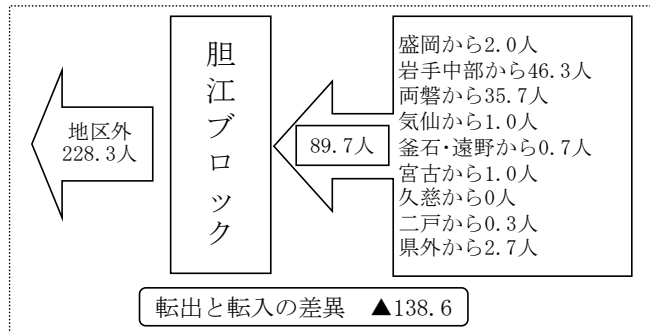 地区外
228.3人
胆江ブロック
89.7人
盛岡から2.0人
岩手中部から46.3人
両磐から35.7人
気仙から1.0人
釜石・遠野から0.7人
宮古から1.0人
久慈から0人
二戸から0.3人
県外から2.7人
転出と転入の差異　▲138.6